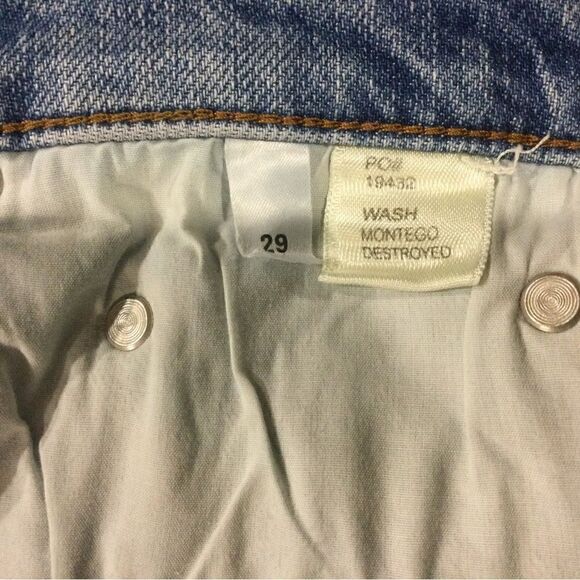 29
PO#
19432
WASH
MONTEGO
DESTROYED